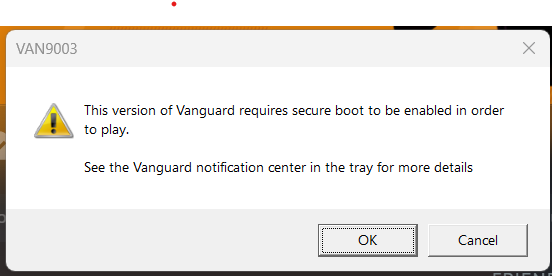 VAN9003
This version of Vanguard requires secure boot to be enabled in order
to play.
See the Vanguard notification center in the tray for more details
OK
Cancel